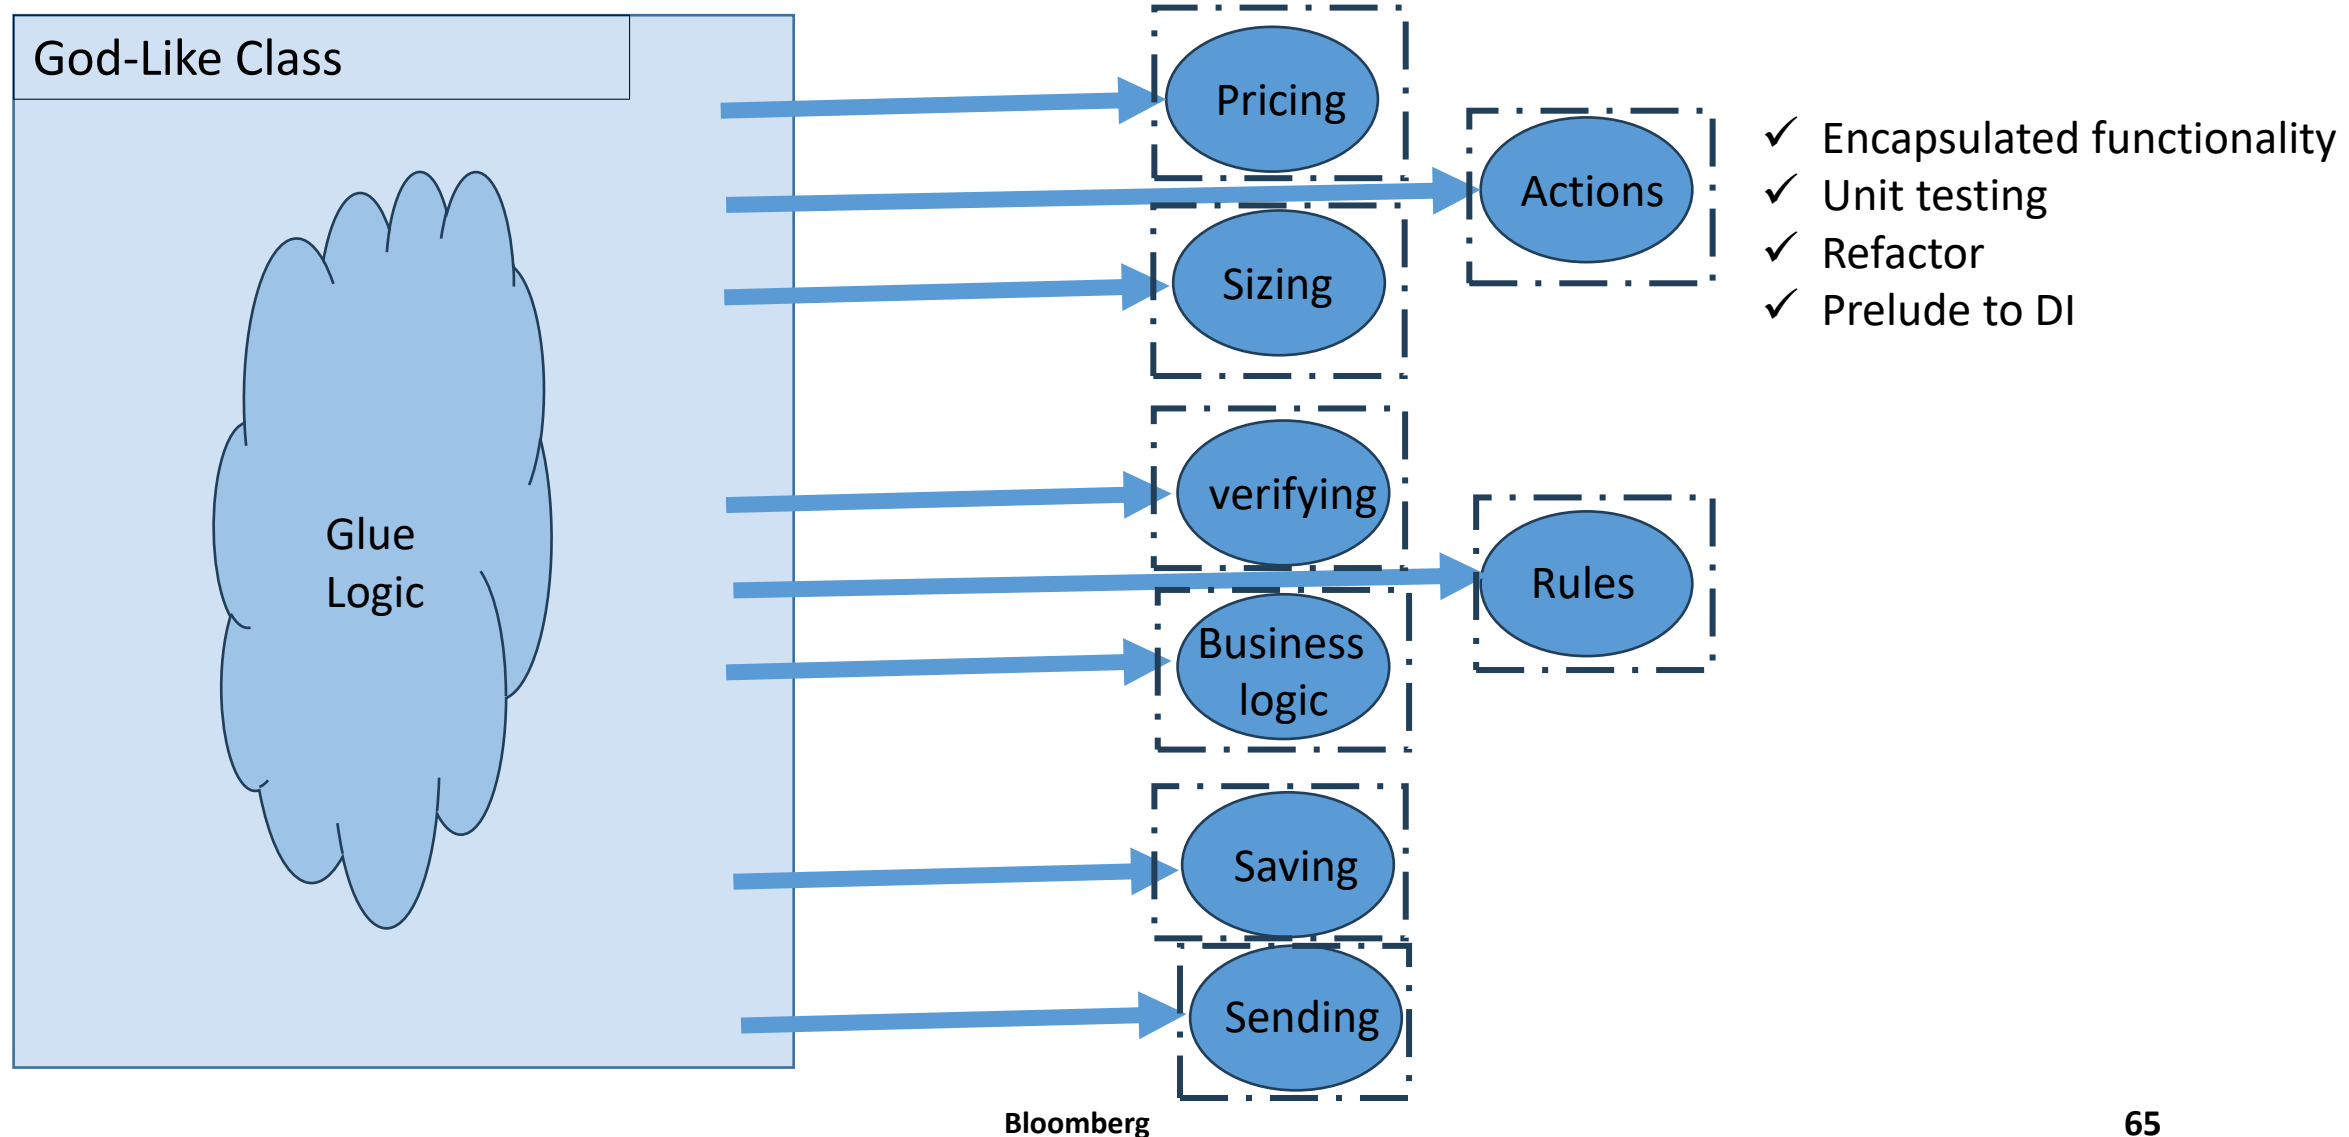 God-Like Class
Glue
Logic
Pricing
Actions
Sizing
verifying
Rules
Business
logic
Saving
Sending
✓ Encapsulated functionality
✓ Unit testing
✓ Refactor
✓ Prelude to DI
Bloomberg
65